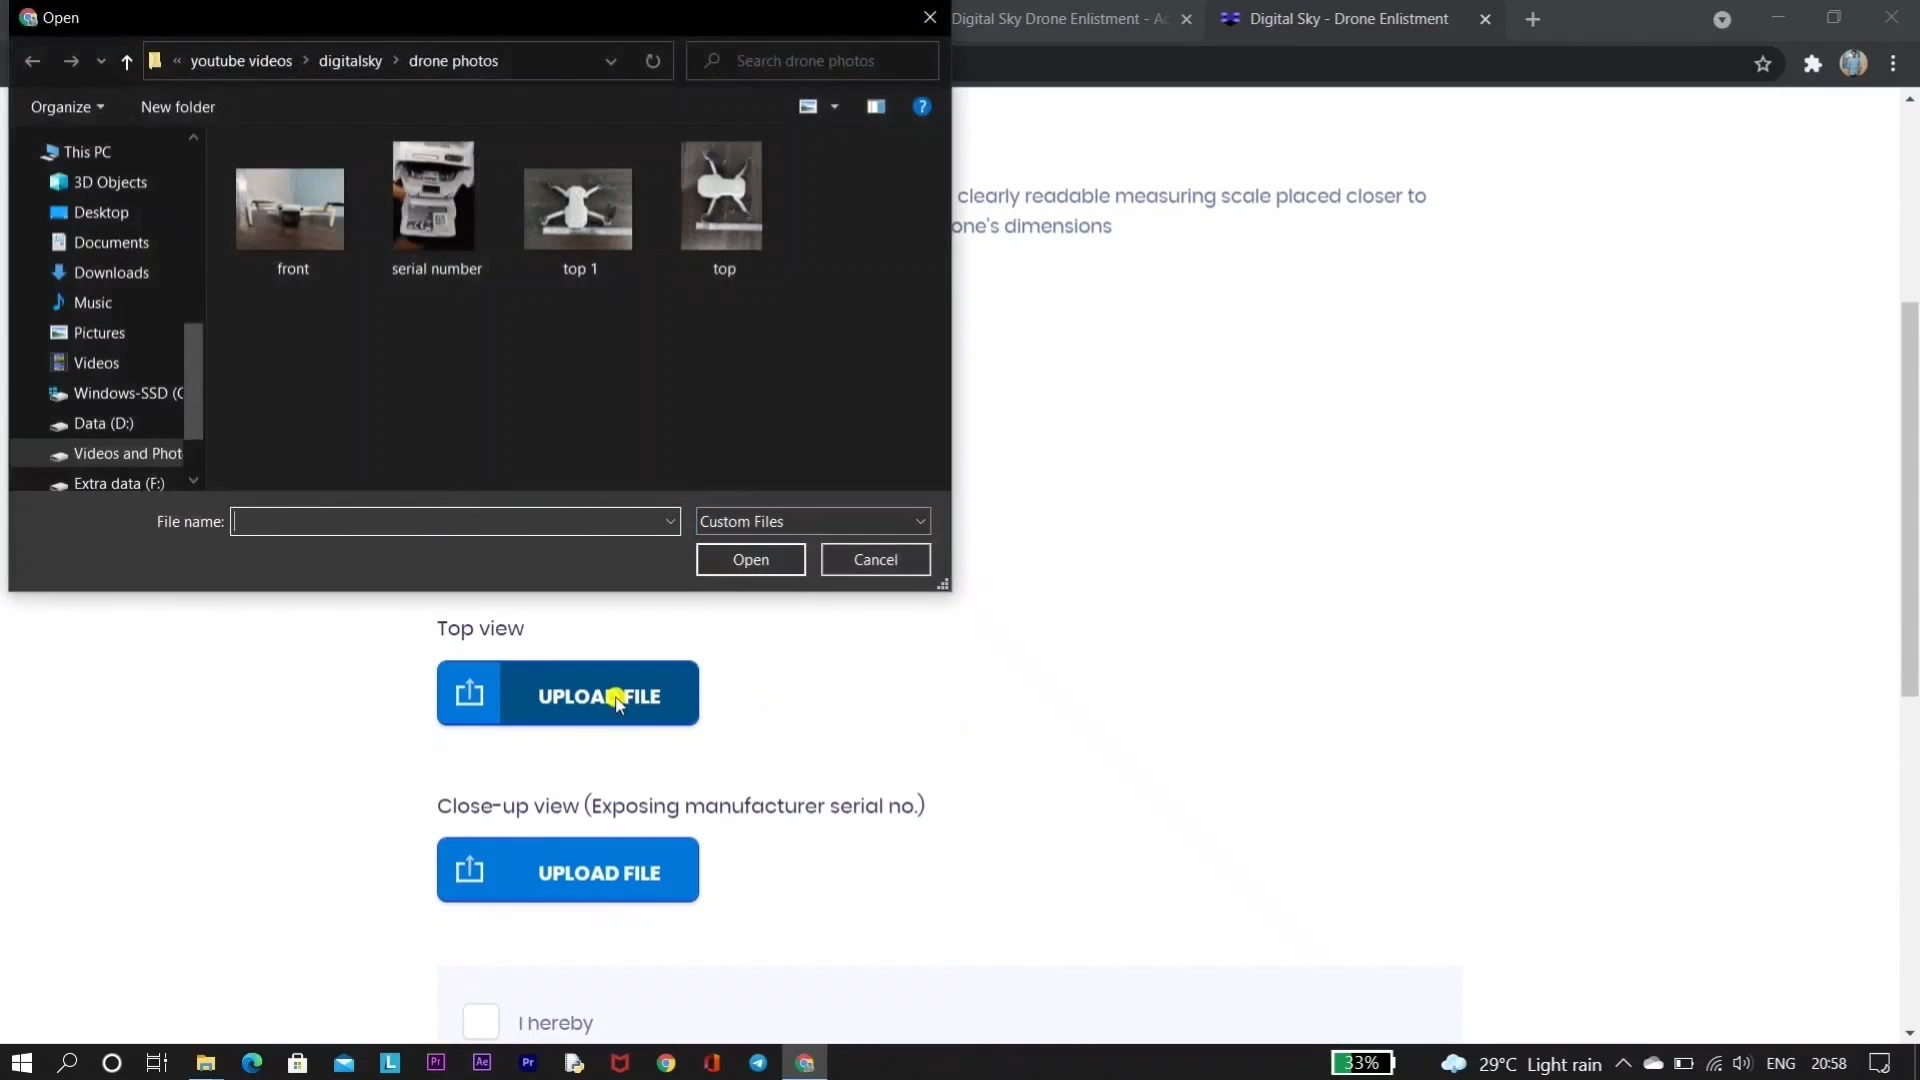 Open
Digital Sky Drone Enlistment - Ac
Digital Sky - Drone Enlistment
« youtube videos › digitalsky › drone photos
Search drone photos
Organize
New folder
This PC
3D Objects
Desktop
Documents
Downloads
Music
Pictures
Videos
Windows-SSD (C
Data (D:)
Videos and Phot
Extra data (F:)
front
serial number
top 1
top
clearly readable measuring scale placed closer to
one's dimensions
File name:
Custom Files
Open
Cancel
Top view
UPLOAD FILE
Close-up view (Exposing manufacturer serial no.)
UPLOAD FILE
I hereby
33%
29°C Light rain
ENG
20:58